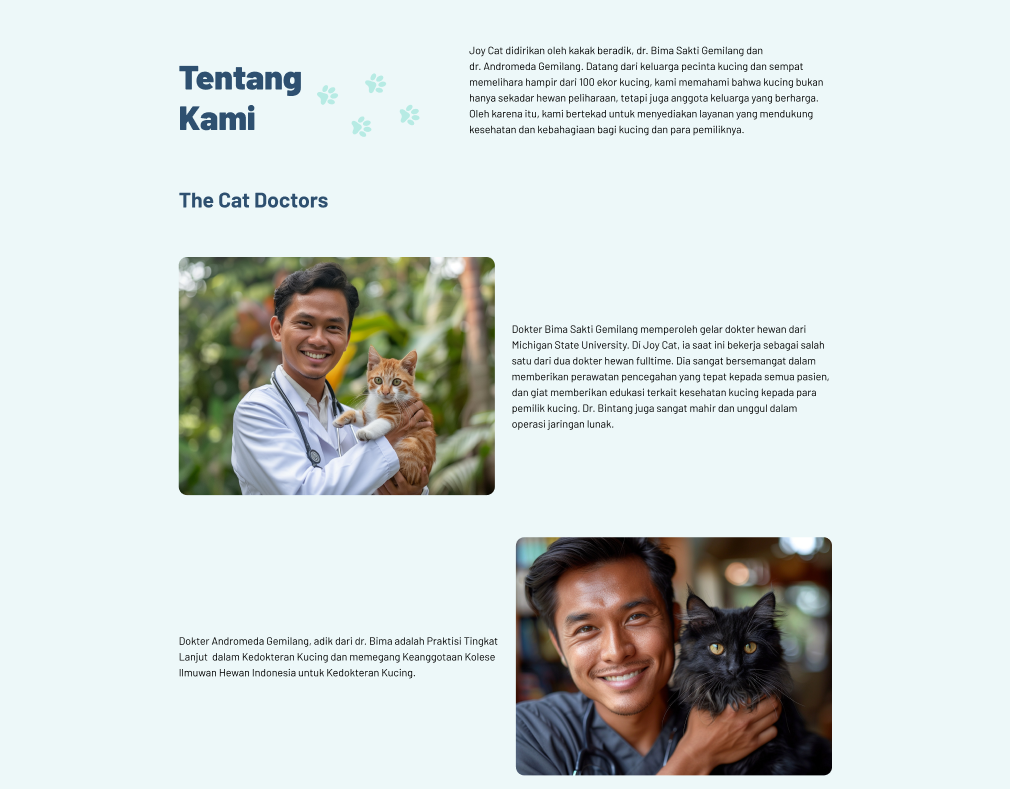 Tentang
Kami
Joy Cat didirikan oleh kakak beradik, dr. Bima Sakti Gemilang dan
dr. Andromeda Gemilang. Datang dari keluarga pecinta kucing dan sempat
memelihara hampir dari 100 ekor kucing, kami memahami bahwa kucing bukan
hanya sekadar hewan peliharaan, tetapi juga anggota keluarga yang berharga.
Oleh karena itu, kami bertekad untuk menyediakan layanan yang mendukung
kesehatan dan kebahagiaan bagi kucing dan para pemiliknya.
The Cat Doctors
Dokter Bima Sakti Gemilang memperoleh gelar dokter hewan dari
Michigan State University. Di Joy Cat, ia saat ini bekerja sebagai salah
satu dari dua dokter hewan fulltime. Dia sangat bersemangat dalam
memberikan perawatan pencegahan yang tepat kepada semua pasien,
dan giat memberikan edukasi terkait kesehatan kucing kepada para
pemilik kucing. Dr. Bintang juga sangat mahir dan unggul dalam
operasi jaringan lunak.
Dokter Andromeda Gemilang, adik dari dr. Bima adalah Praktisi Tingkat
Lanjut dalam Kedokteran Kucing dan memegang Keanggotaan Kolese
Ilmuwan Hewan Indonesia untuk Kedokteran Kucing.